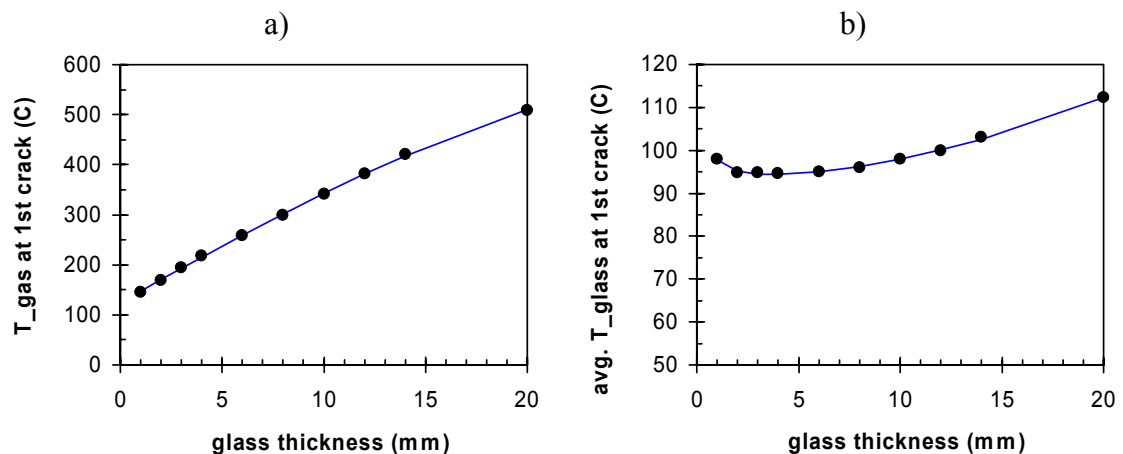 a)
T_gas at 1st crack (C)
600
500
400
300
200
100
0
0 5 10 15 20
glass thickness (mm)
b)
avg. T_glass at 1st crack (C)
120
110
100
90
80
70
60
50
0 5 10 15 20
glass thickness (mm)